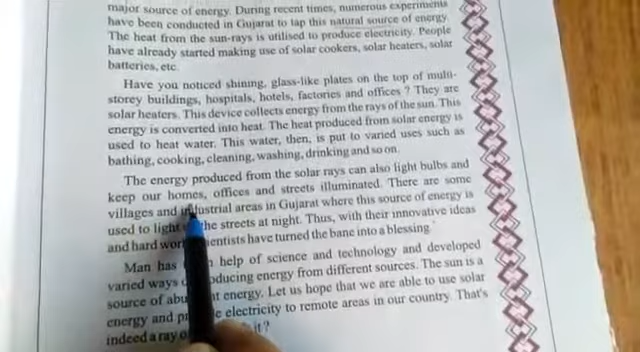 major source of energy. During recent times, numerous experiments
have been conducted in Gujarat to tap this natural source of energy.
The heat from the sun-rays is utilised to produce electricity. People
have already started making use of solar cookers, solar heaters, solar
batteries, etc.
Have you noticed shining, glass-like plates on the top of multi-
storey buildings, hospitals, hotels, factories and offices ? They are
solar heaters. This device collects energy from the rays of the sun. This
energy is converted into heat. The heat produced from solar energy is
used to heat water. This water, then, is put to varied uses such as
bathing, cooking, cleaning, washing, drinking and so on.
The energy produced from the solar rays can also light bulbs and
keep our homes, offices and streets illuminated. There are some
villages and industrial areas in Gujarat where this source of energy is
used to light the streets at night. Thus, with their innovative ideas
and hard have turned the bane into a blessing.
Man has help of science and technology and developed
varied ways energy from different sources. The sun is a
source of energy. Let us hope that we are able to use solar
energy and electricity to remote areas in our country. That's
indeed a ray it ?